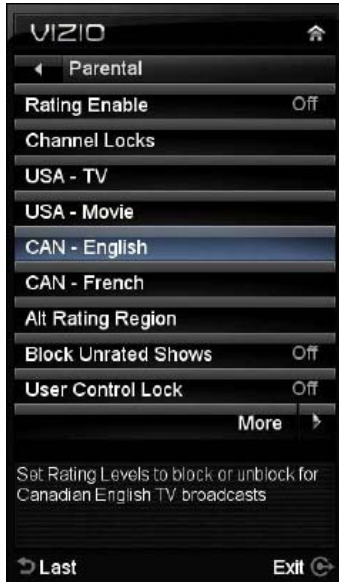 VIZIO
Parental
Rating Enable Off
Channel Locks
USA - TV
USA - Movie
CAN - English
CAN - French
Alt Rating Region
Block Unrated Shows Off
User Control Lock Off
More
Set Rating Levels to block or unblock for
Canadian English TV broadcasts
Last Exit